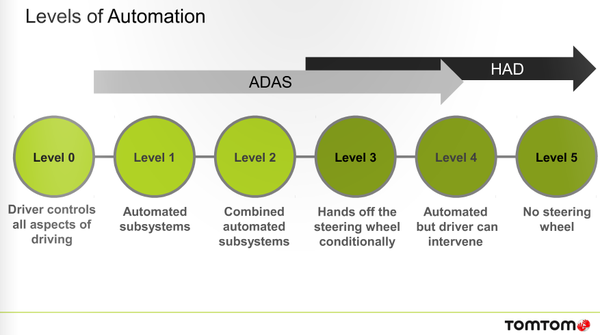 Levels of Automation
HAD
ADAS
Level 0
Level 1
Level 2
Level 3
Level 4
Level 5
Driver controls
all aspects of
driving
Automated
subsystems
Combined
automated
subsystems
Hands off the
steering wheel
conditionally
Automated
but driver can
intervene
No steering
wheel
TOMTOM